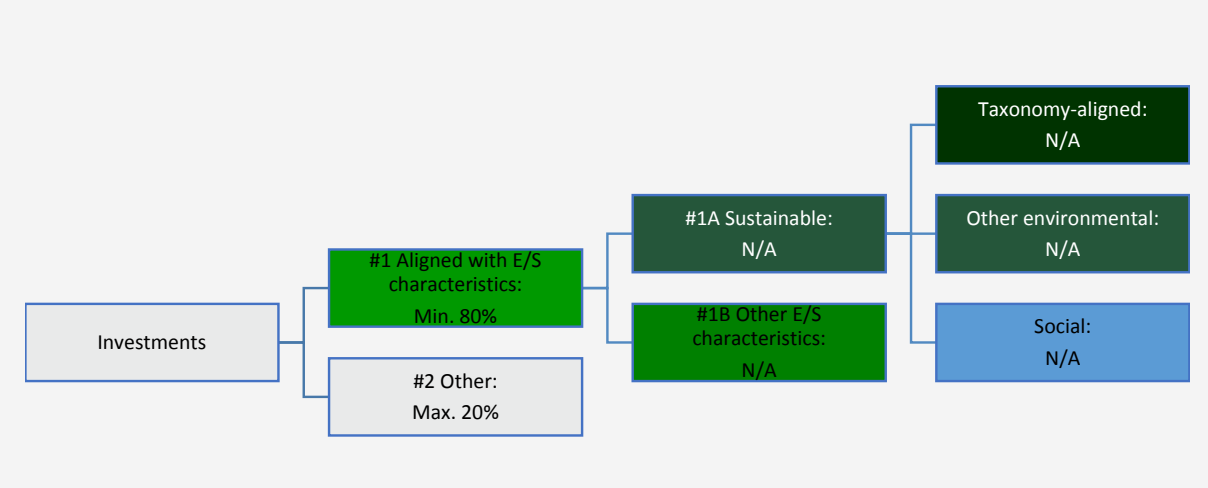 Investments
#1 Aligned with E/S
characteristics:
Min. 80%
#2 Other:
Max. 20%
#1A Sustainable:
N/A
#1B Other E/S
characteristics:
N/A
Taxonomy-aligned:
N/A
Other environmental:
N/A
Social:
N/A